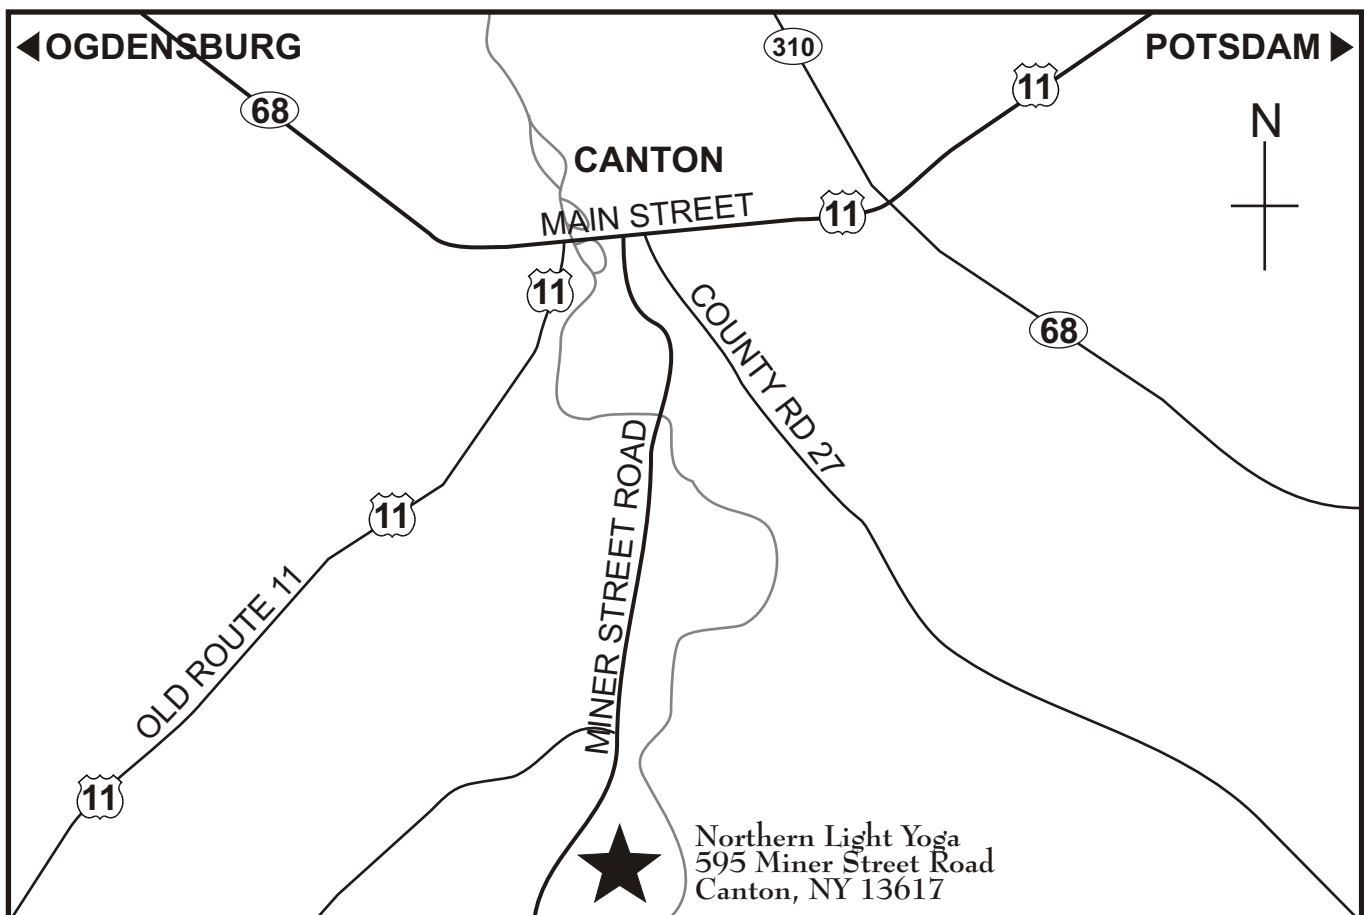 OGDENSBURG
310
POTSDAM
11
68
N
CANTON
MAIN STREET
11
11
COUNTY RD 27
68
MINER STREET ROAD
11
OLD ROUTE 11
11
Northern Light Yoga
595 Miner Street Road
Canton, NY 13617